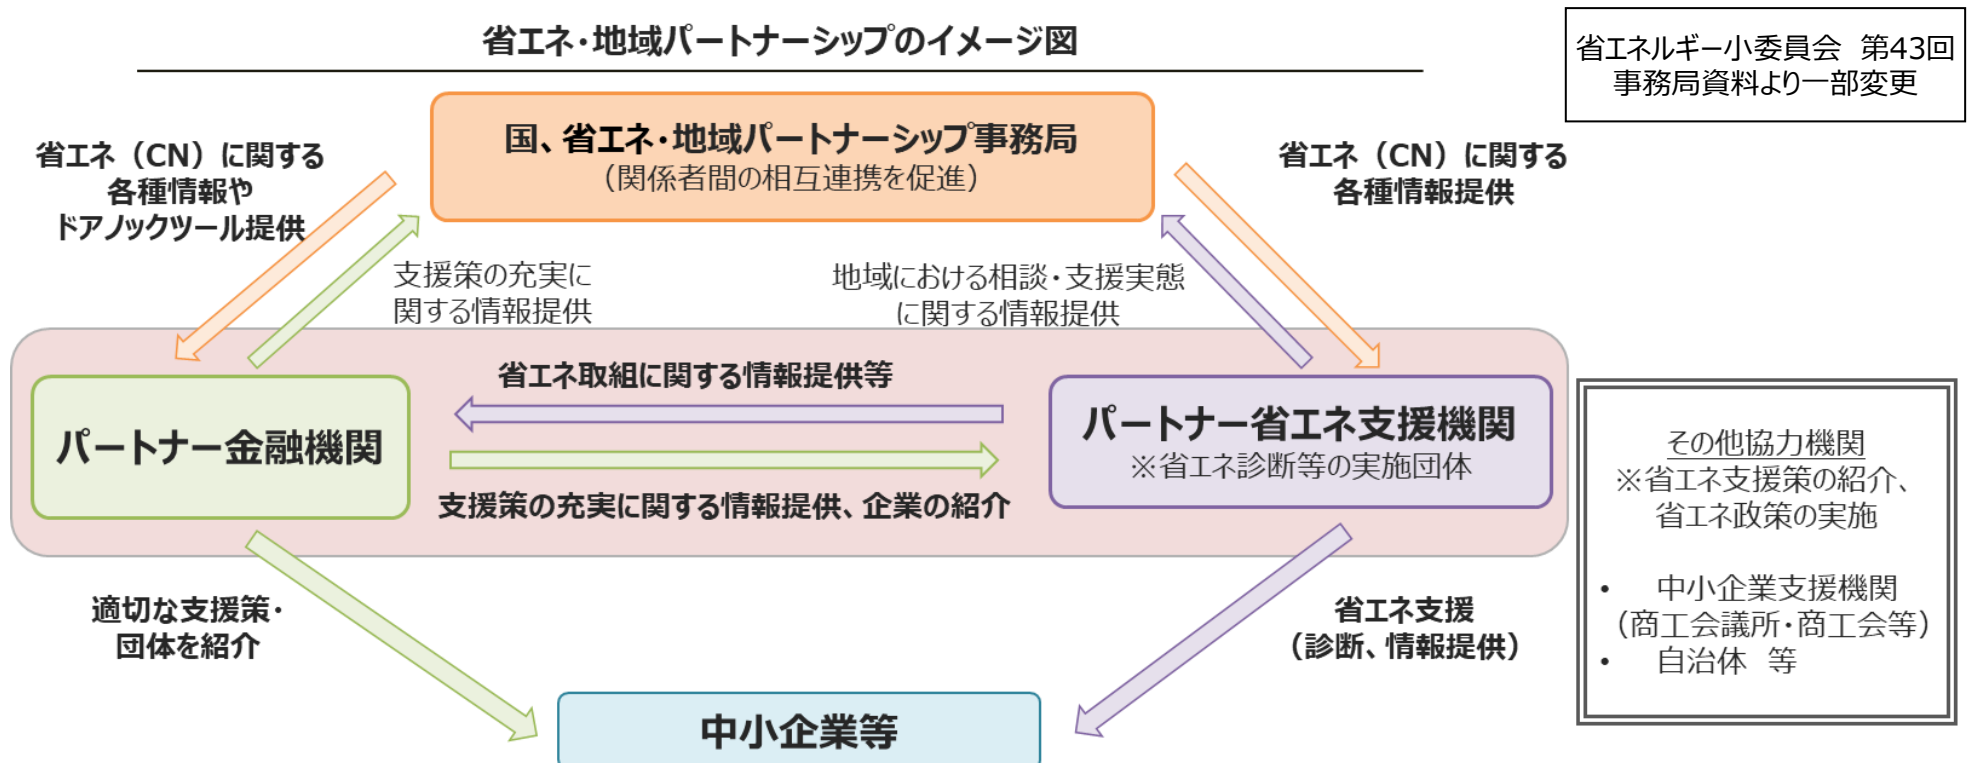 省エネ・地域パートナーシップのイメージ図
省エネルギー小委員会　第43回
事務局資料より一部変更
国、省エネ・地域パートナーシップ事務局
（関係者間の相互連携を促進）
省エネ（CN）に関する
各種情報や
ドアノックツール提供
省エネ（CN）に関する
各種情報提供
支援策の充実に
関する情報提供
地域における相談・支援実態
に関する情報提供
省エネ取組に関する情報提供等
パートナー金融機関
パートナー省エネ支援機関
※省エネ診断等の実施団体
支援策の充実に関する情報提供、企業の紹介
その他協力機関
※省エネ支援策の紹介、
省エネ政策の実施
•　中小企業支援機関
（商工会議所・商工会等）
•　自治体　等
適切な支援策・
団体を紹介
省エネ支援
（診断、情報提供）
中小企業等